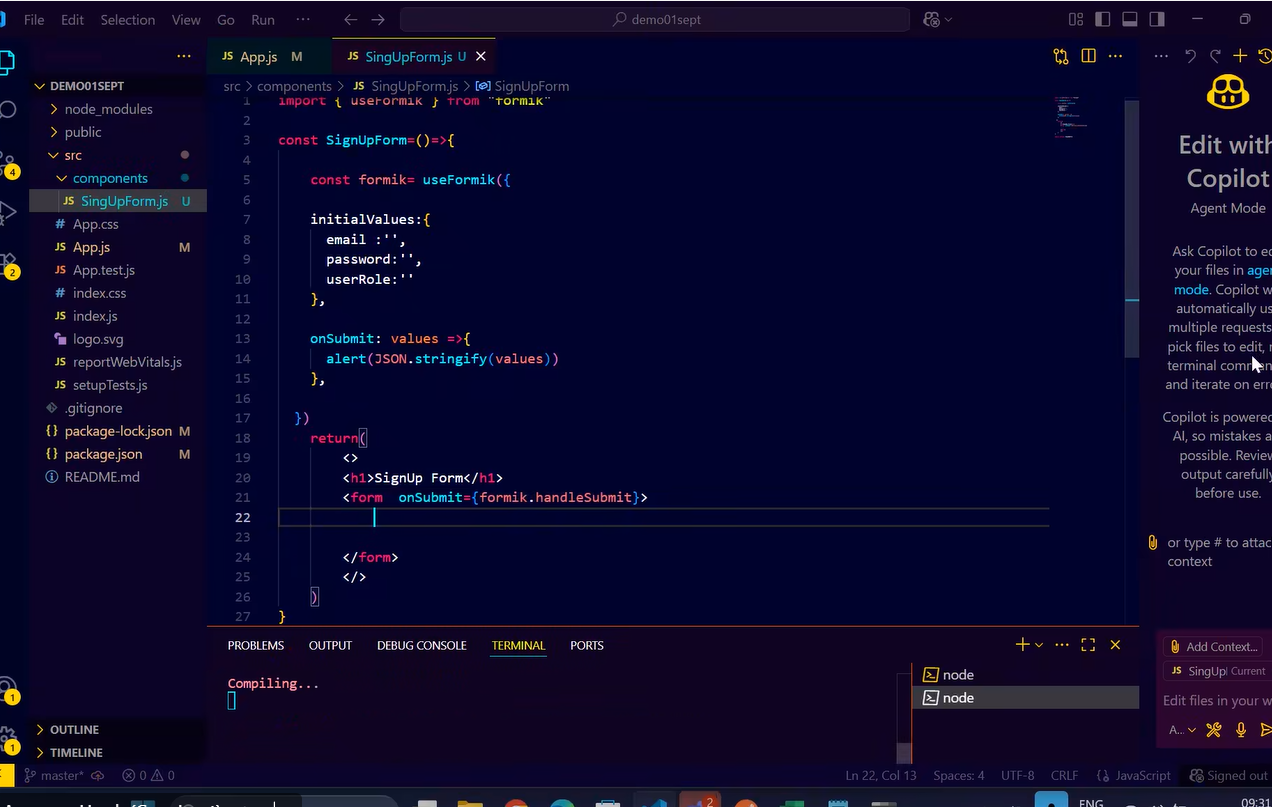 File Edit Selection View Go Run ··· demo01sept
JS App.js M JS SingUpForm.js U
src > components > JS SingUpForm.js > SignUpForm
DEMO01SEPT
node_modules
public
src
components
JS SingUpForm.js U
# App.css
JS App.js M
JS App.test.js
# index.css
JS index.js
logo.svg
JS reportWebVitals.js
JS setupTests.js
.gitignore
{} package-lock.json M
{} package.json M
README.md
OUTLINE
TIMELINE
4
2
1
1
1 import { useFormik } from "formik"
2
3 const SignUpForm=()=>{
4
5 const formik= useFormik({
6
7 initialValues:{
8 email :'',
9 password:'',
10 userRole:''
11 },
12
13 onSubmit: values =>{
14 alert(JSON.stringify(values))
15 },
16
17 })
18 return(
19 <>
20 <h1>SignUp Form</h1>
21 <form onSubmit={formik.handleSubmit}>
22
23
24 </form>
25 </>
26 )
27 }
PROBLEMS OUTPUT DEBUG CONSOLE TERMINAL PORTS
Compiling...
node
node
Edit with
Copilot
Agent Mode
Ask Copilot to
your files in
mode. Copilot
automatically
multiple requests
pick files to edit,
terminal
and iterate on
Copilot is powered
AI, so mistakes
possible. Review
output carefully
before use.
or type # to
context
Add Context...
JS SingUp Current
Edit files in your
A...
master* 0 0 Ln 22, Col 13 Spaces: 4 UTF-8 CRLF {} JavaScript Signed out
2 ENG 09:31